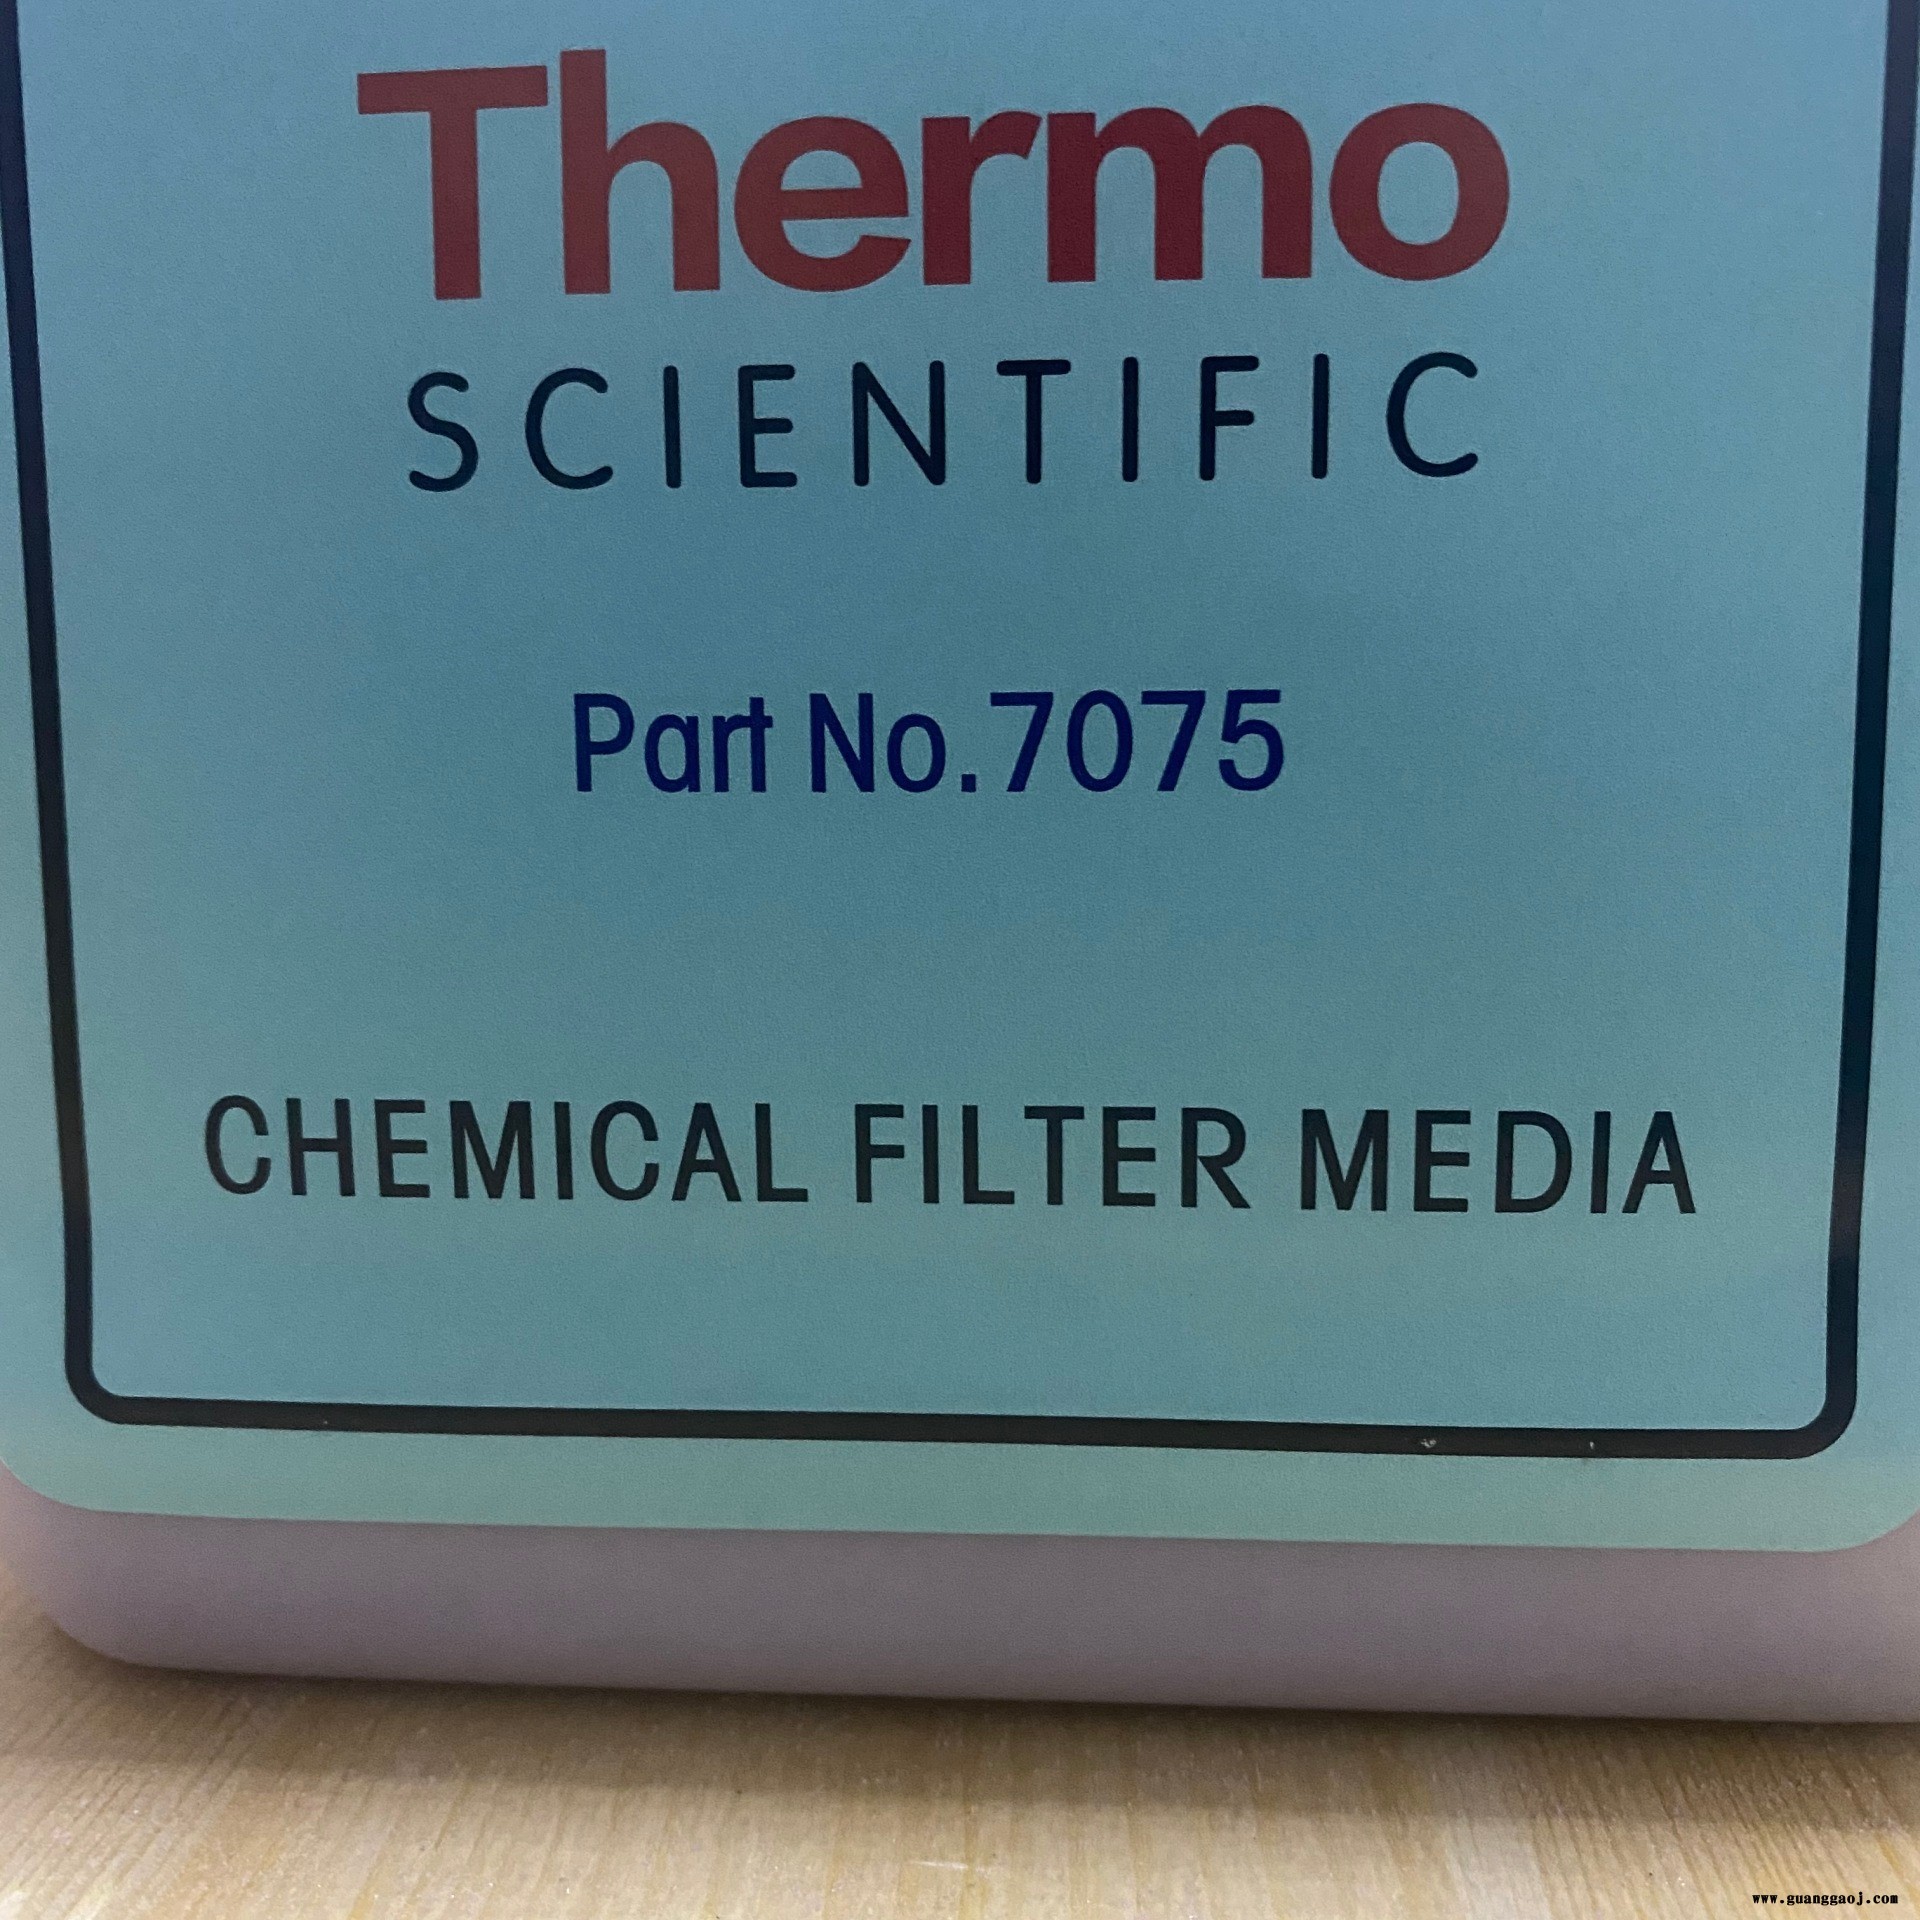 Thermo
SCIENTIFIC
Part No.7075
CHEMICAL FILTER MEDIA
www.guanggaoj.com